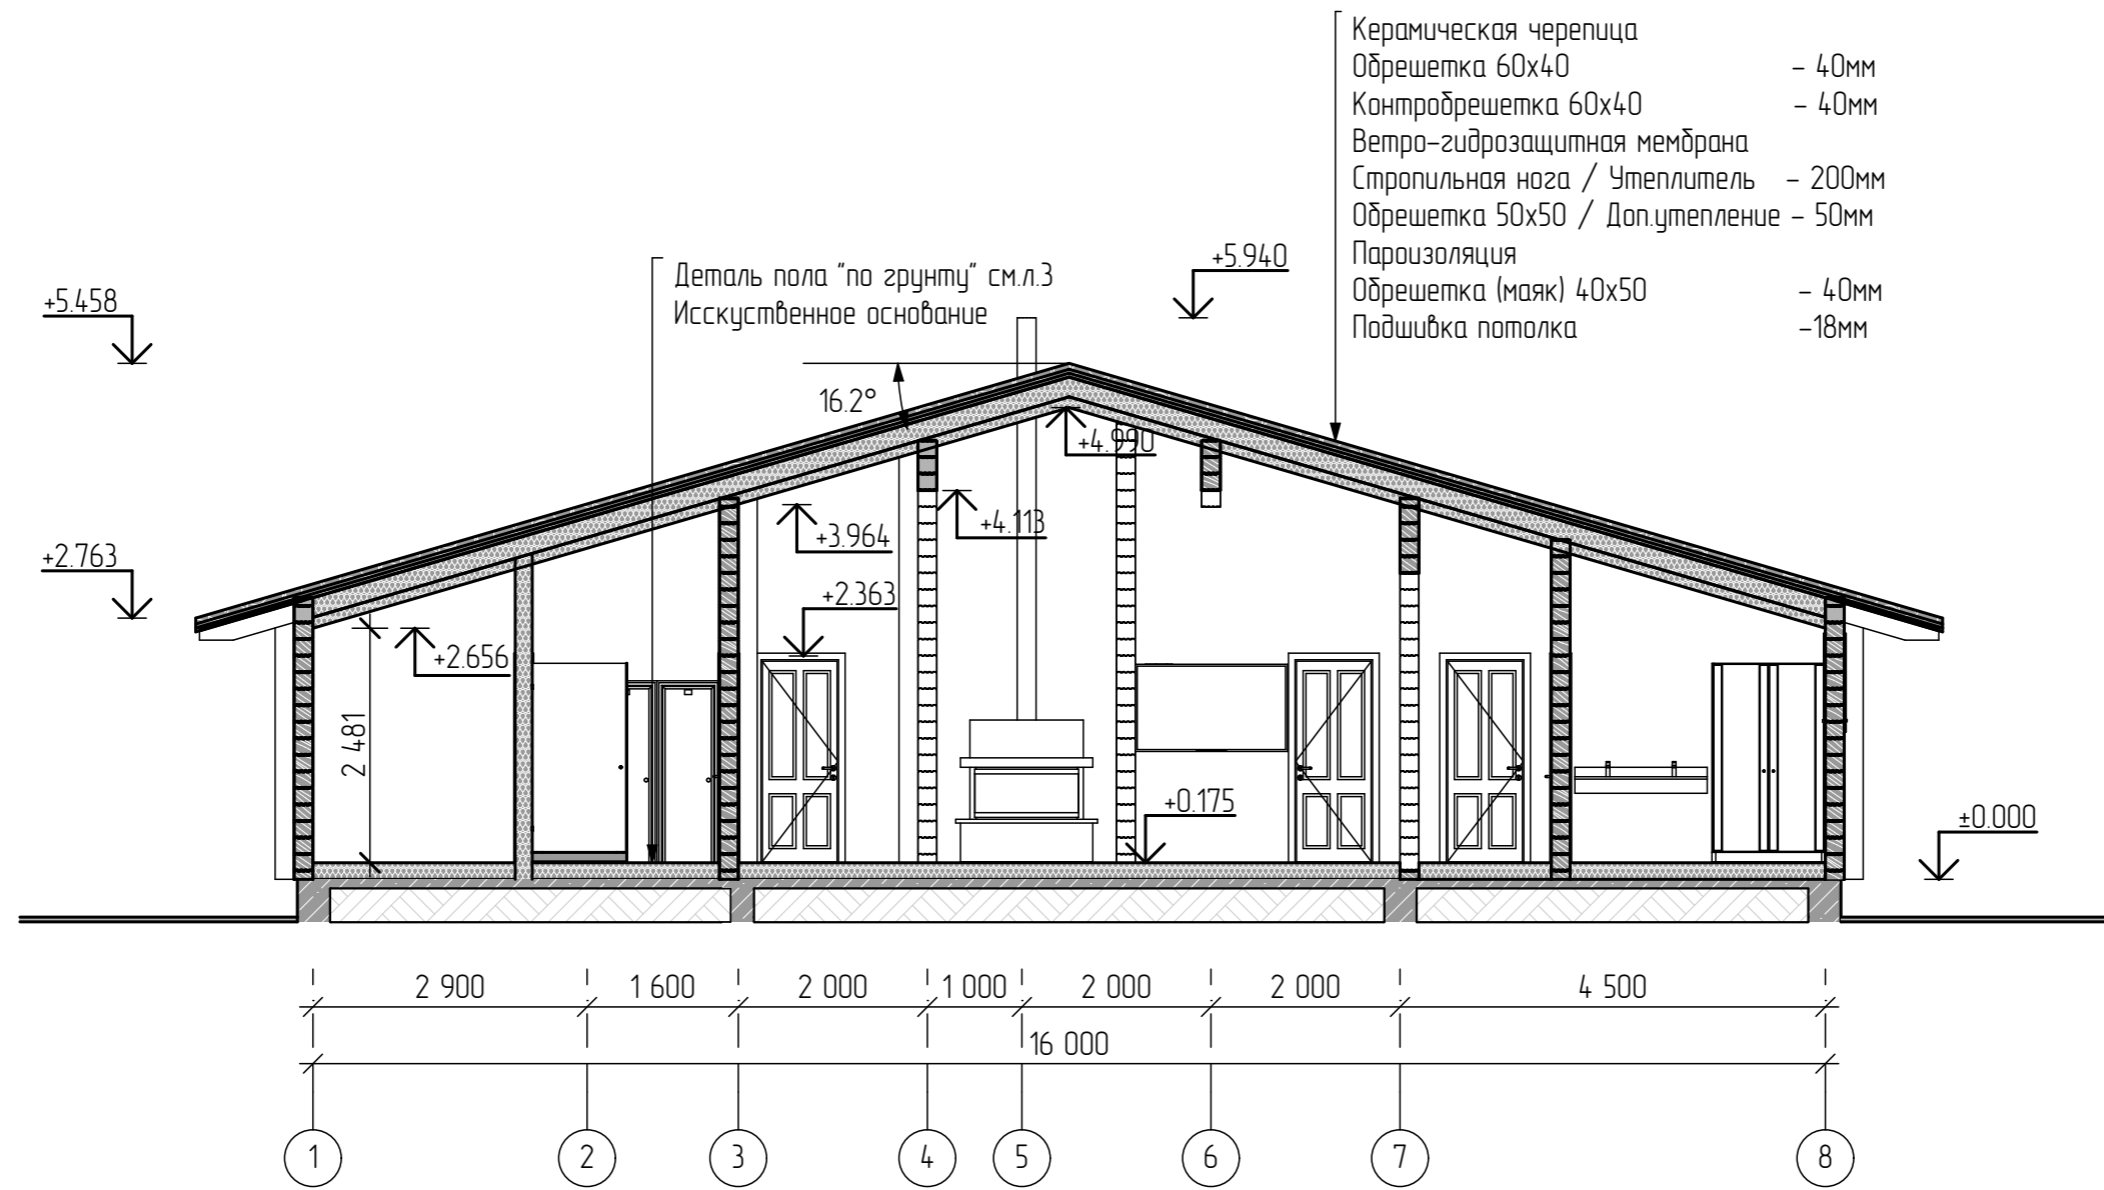 Керамическая черепица
Обрешетка 60х40 – 40мм
Контробрешетка 60х40 – 40мм
Ветро-гидрозащитная мембрана
Стропильная нога / Утеплитель – 200мм
Обрешетка 50х50 / Доп.утепление – 50мм
Пароизоляция
Обрешетка (маяк) 40х50 – 40мм
Подшивка потолка –18мм
Деталь пола "по грунту" см.л.3
Исскуственное основание
+5.940
+5.458
16.2°
+4.990
+4.113
+3.964
+2.763
+2.363
+2.656
2 481
+0.175
±0.000
2 900 1 600 2 000 1 000 2 000 2 000 4 500
16 000
1 2 3 4 5 6 7 8